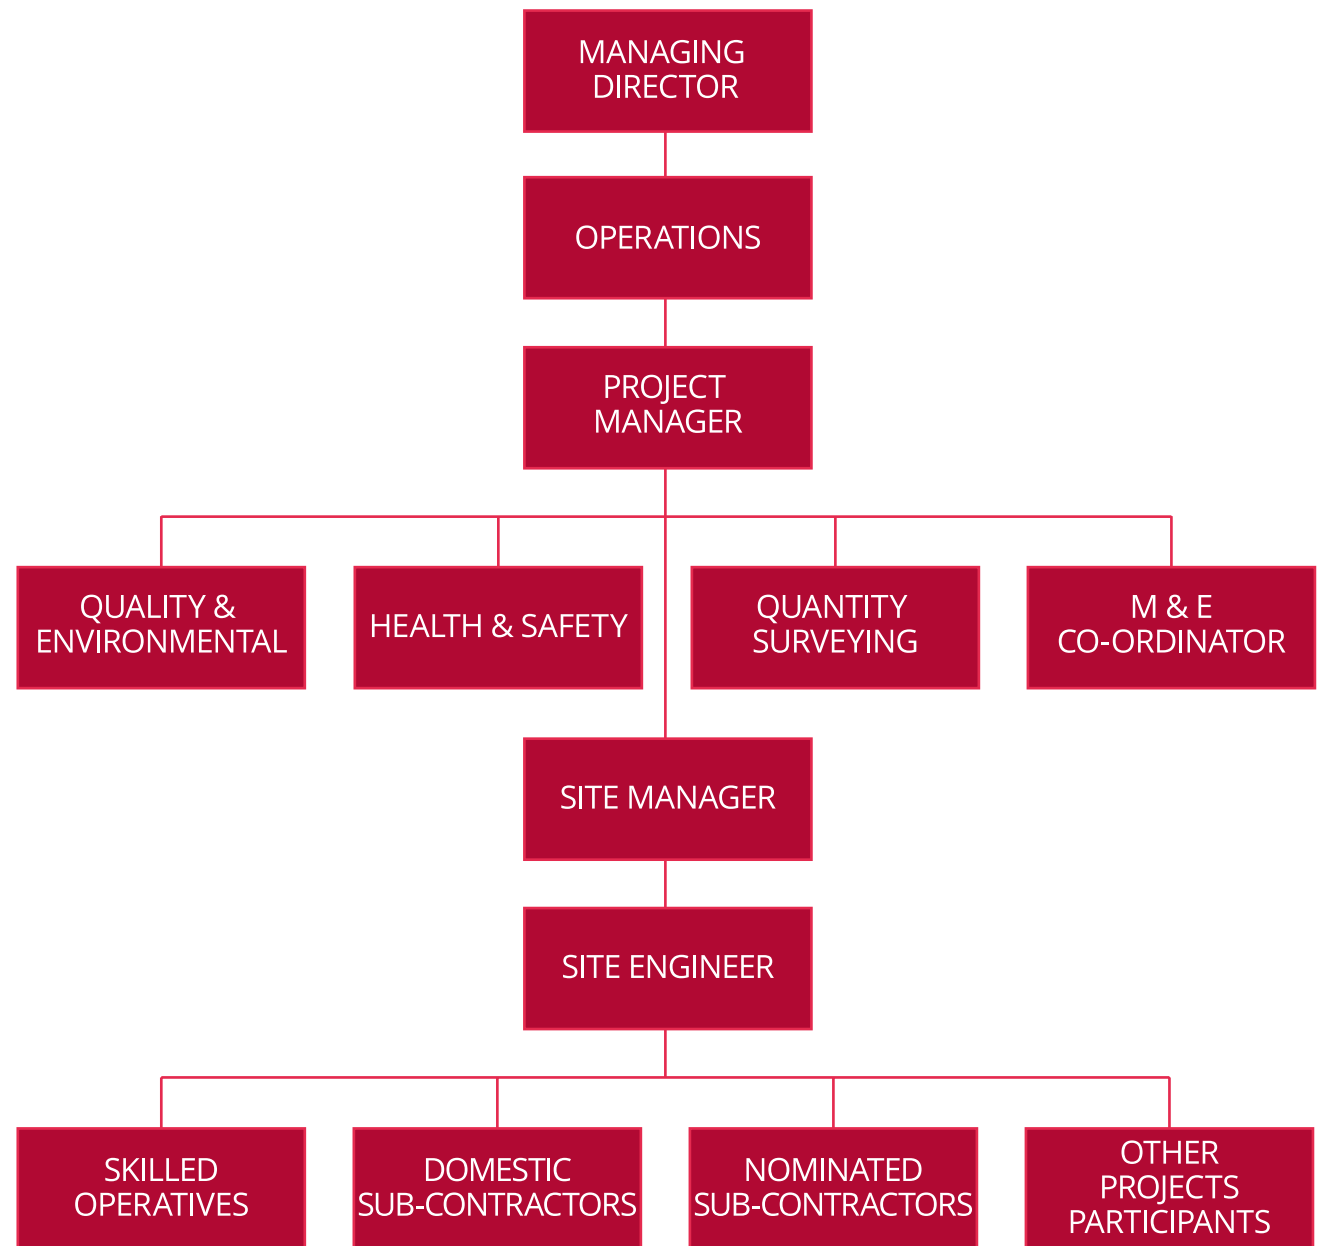 MANAGING
DIRECTOR
OPERATIONS
PROJECT
MANAGER
QUALITY &
ENVIRONMENTAL
HEALTH & SAFETY
QUANTITY
SURVEYING
M & E
CO-ORDINATOR
SITE MANAGER
SITE ENGINEER
SKILLED
OPERATIVES
DOMESTIC
SUB-CONTRACTORS
NOMINATED
SUB-CONTRACTORS
OTHER
PROJECTS
PARTICIPANTS